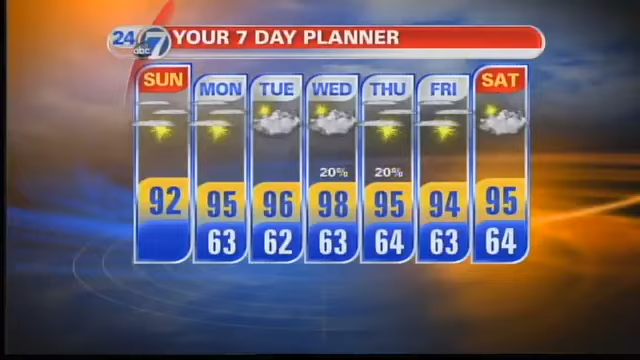 24 abc 7 YOUR 7 DAY PLANNER
SUN MON TUE WED THU FRI SAT
20% 20%
92 95 96 98 95 94 95
63 62 63 64 63 64